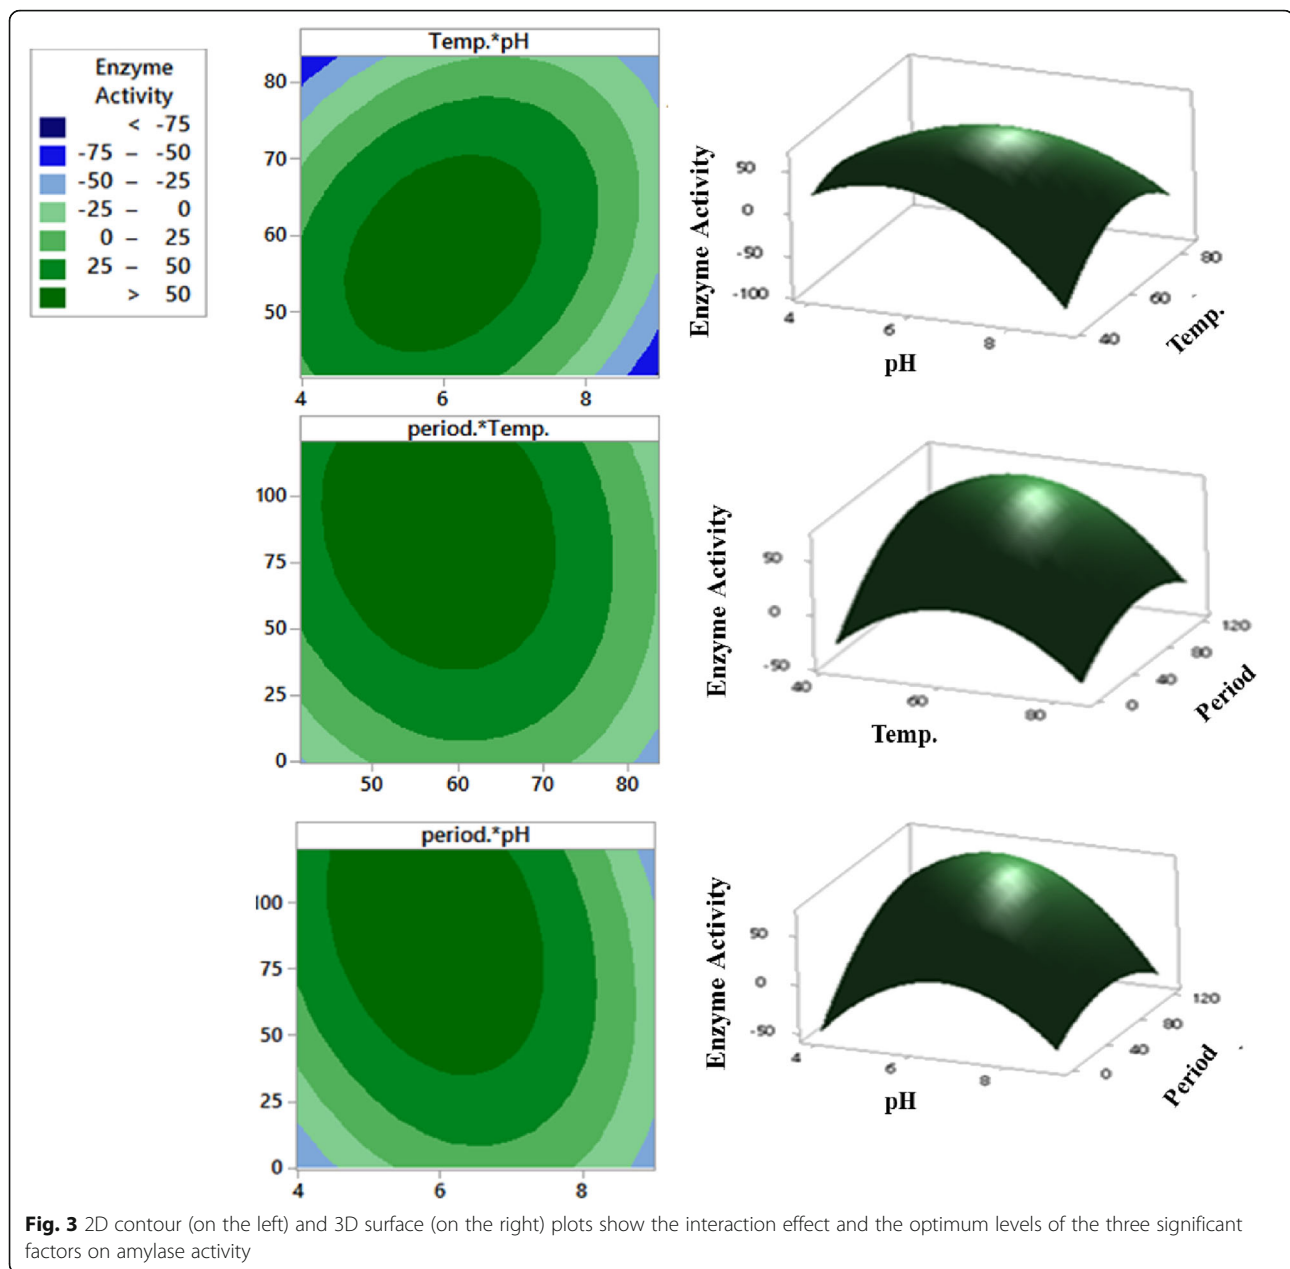 Enzyme
Activity
< -75
-75 – -50
-50 – -25
-25 – 0
0 – 25
25 – 50
> 50
Temp.*pH
80
70
60
50
4 6 8
Enzyme Activity
50
0
-50
-100
4 6 8
pH
40 60 80
Temp.
period.*Temp.
100
75
50
25
0
50 60 70 80
Enzyme Activity
50
0
-50
40 60 80
Temp.
0 40 80 120
Period
period.*pH
100
75
50
25
0
4 6 8
Enzyme Activity
50
0
-50
4 6 8
pH
0 40 80 120
Period
Fig. 3 2D contour (on the left) and 3D surface (on the right) plots show the interaction effect and the optimum levels of the three significant
factors on amylase activity